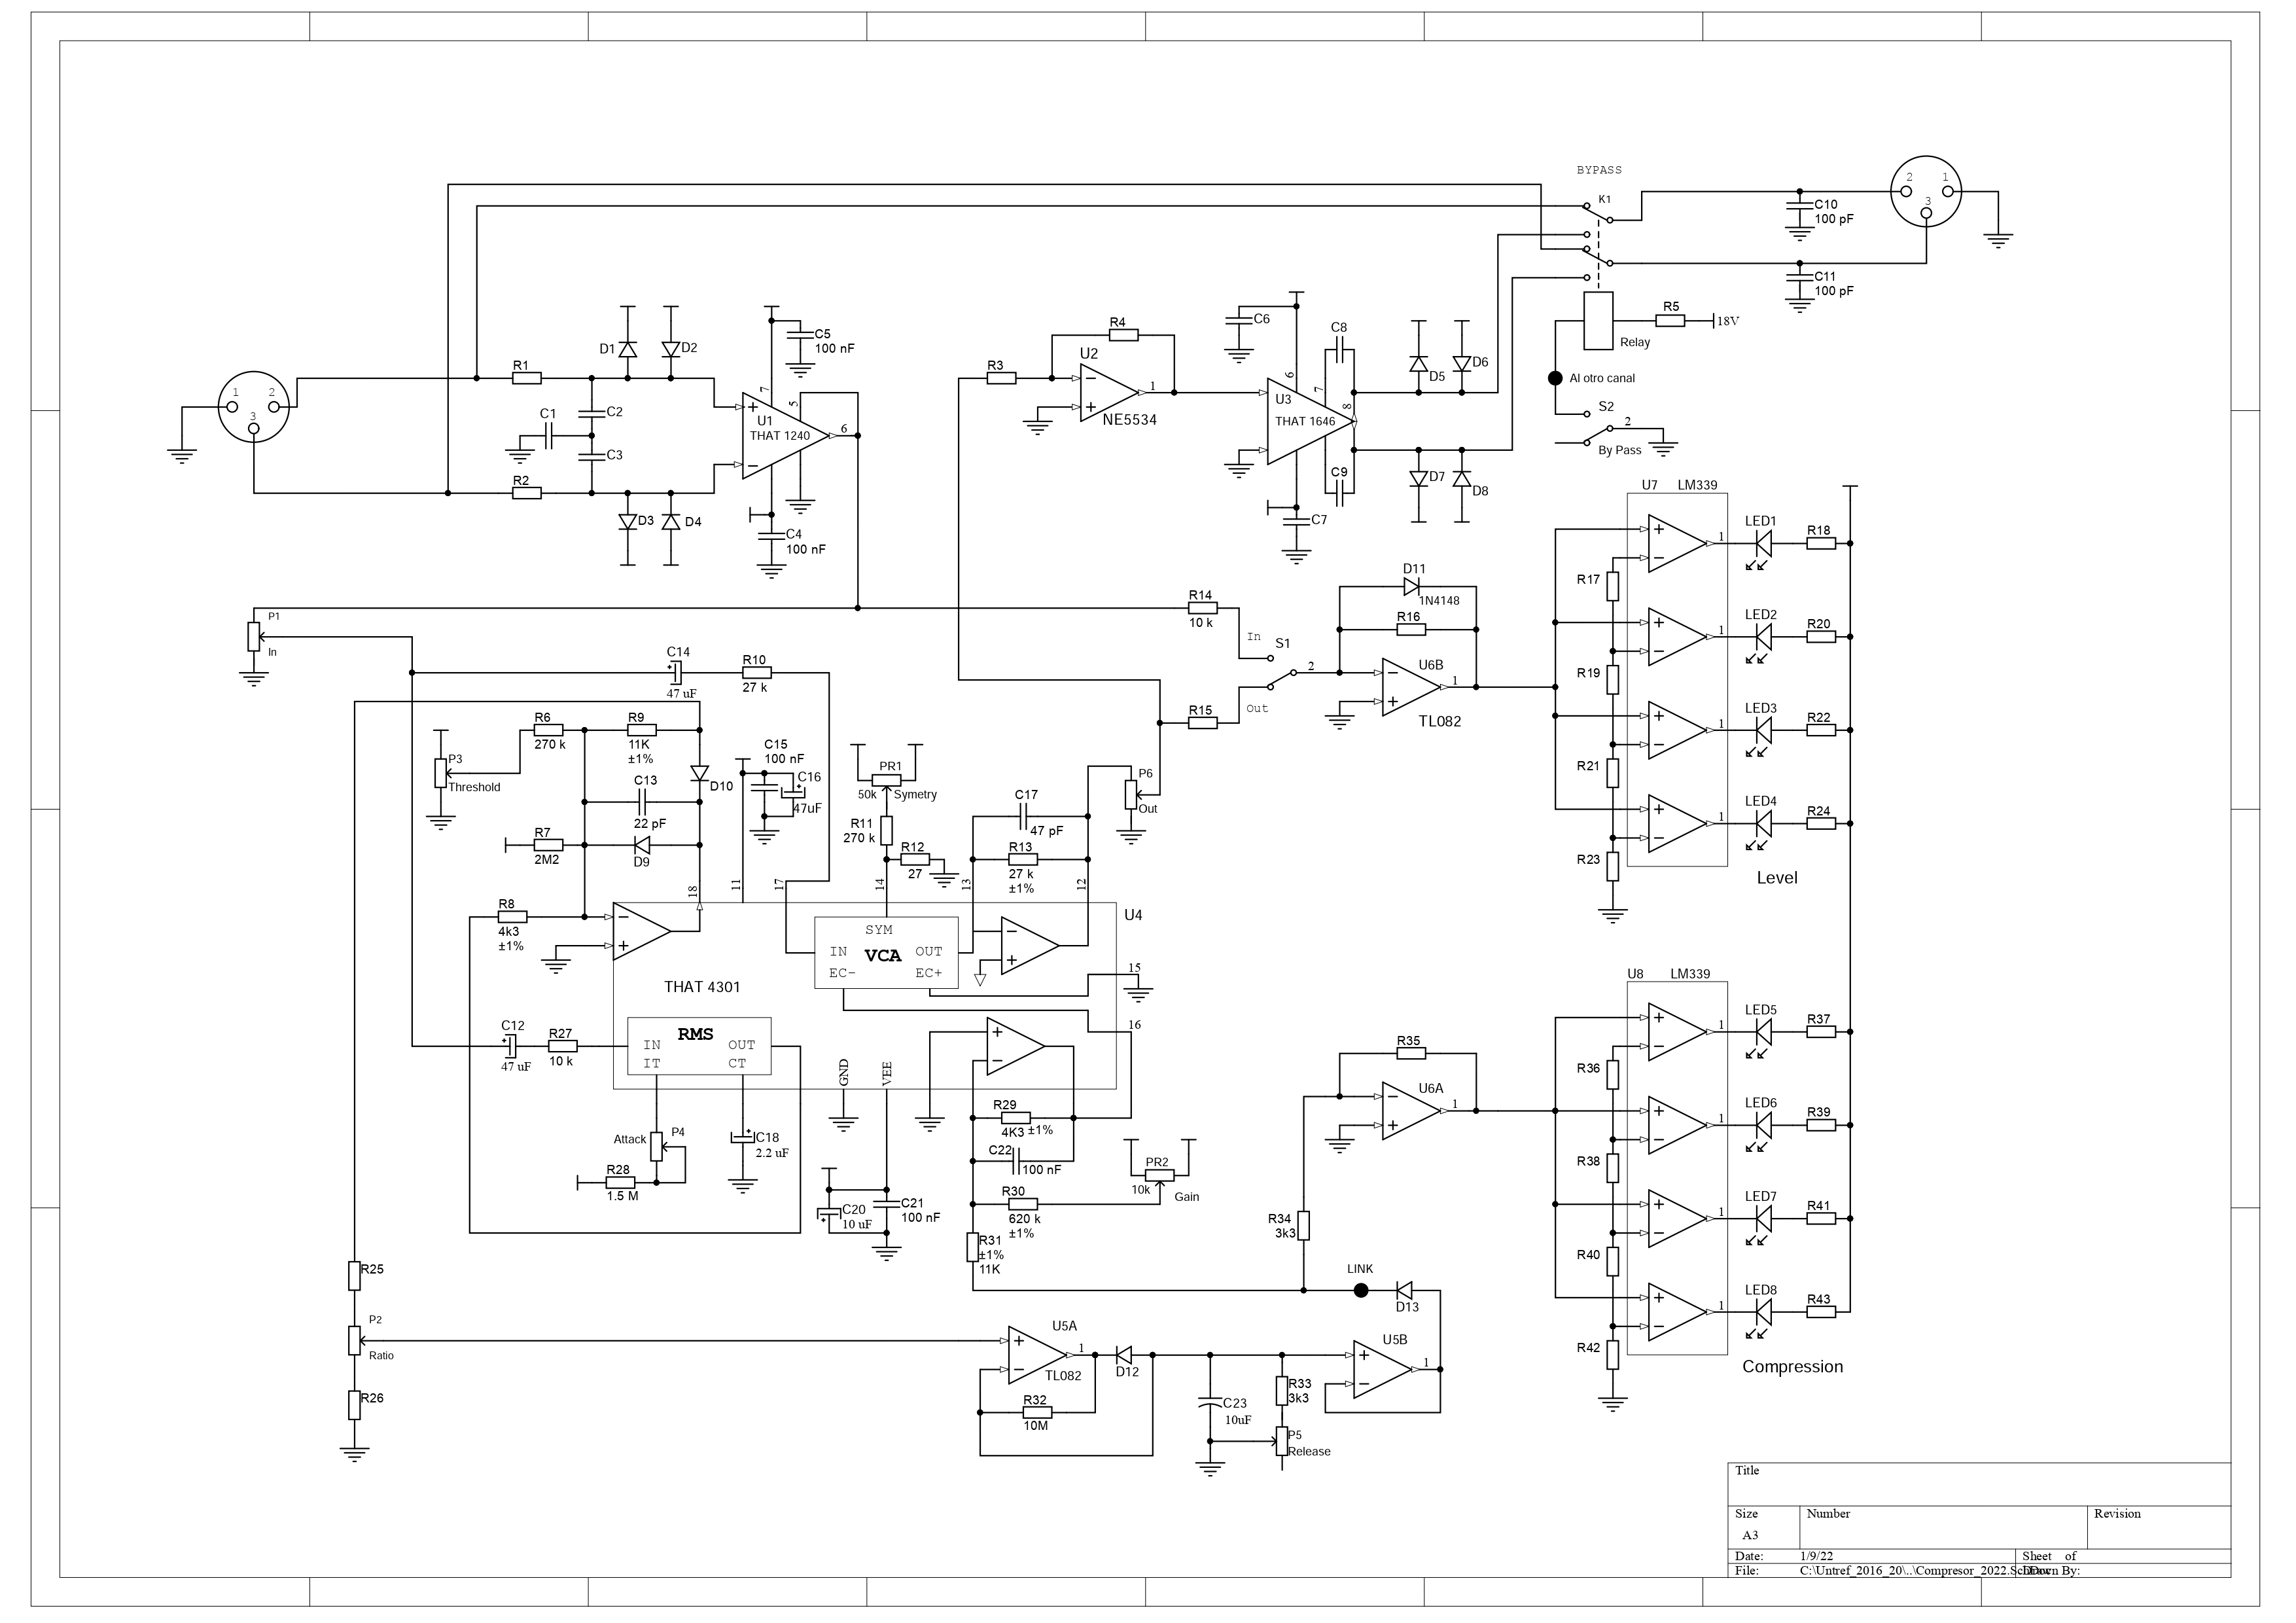 BYPASS
K1
2
1
3
C10
100 pF
C11
100 pF
R5
18V
Relay
Al otro canal
S2
2
By Pass
1
2
3
R1
R2
C1
C2
C3
D1
D2
D3
D4
C5
100 nF
7
5
U1
THAT 1240
6
C4
100 nF
R3
R4
U2
1
NE5534
C6
6
U3
THAT 1646
C8
7
8
C9
C7
D5
D6
D7
D8
U7
LM339
1
LED1
R18
R17
1
LED2
R20
R19
1
LED3
R22
R21
1
LED4
R24
R23
Level
P1
In
R14
10 k
In
S1
2
Out
R15
D11
1N4148
R16
U6B
1
TL082
C14
47 uF
R10
27 k
R6
270 k
R9
11K
±1%
P3
Threshold
C13
22 pF
D10
R7
2M2
D9
C15
100 nF
C16
47uF
PR1
50k
Symetry
R11
270 k
R12
27
C17
47 pF
R13
27 k
±1%
P6
Out
18
11
17
14
13
12
R8
4k3
±1%
U4
SYM
IN
VCA
OUT
EC-
EC+
15
16
THAT 4301
C12
47 uF
R27
10 k
RMS
IN
OUT
IT
CT
GND
VEE
Attack
P4
R28
1.5 M
C18
2.2 uF
C20
10 uF
C21
100 nF
R29
4K3 ±1%
C22
100 nF
R30
620 k
±1%
R31
±1%
11K
PR2
10k
Gain
R34
3k3
R35
U6A
1
U8
LM339
1
LED5
R37
R36
1
LED6
R39
R38
1
LED7
R41
R40
1
LED8
R43
R42
Compression
R25
P2
Ratio
R26
LINK
D13
U5A
1
TL082
D12
R32
10M
C23
10uF
R33
3k3
P5
Release
U5B
1
Title
Size
Number
Revision
A3
Date:
1/9/22
Sheet of
File:
C:\Untref_2016_20\..\Compresor_2022.Sc
By: